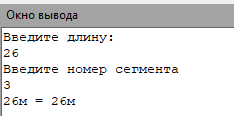 Окно вывода
Введите длину:
26
Введите номер сегмента
3
26м = 26м